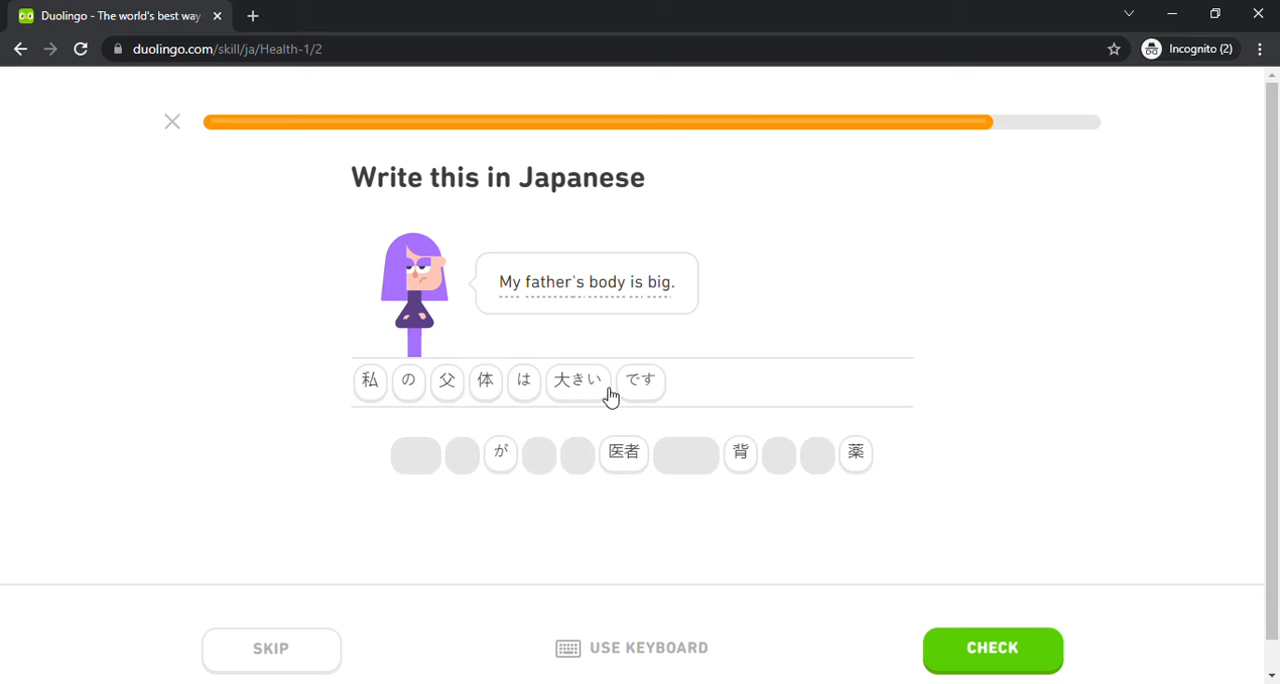 Duolingo - The world's best way
duolingo.com/skill/ja/Health-1/2
Incognito (2)
Write this in Japanese
My father's body is big.
私 の 父 体 は 大きい です
が 医者 背 薬
SKIP
USE KEYBOARD
CHECK